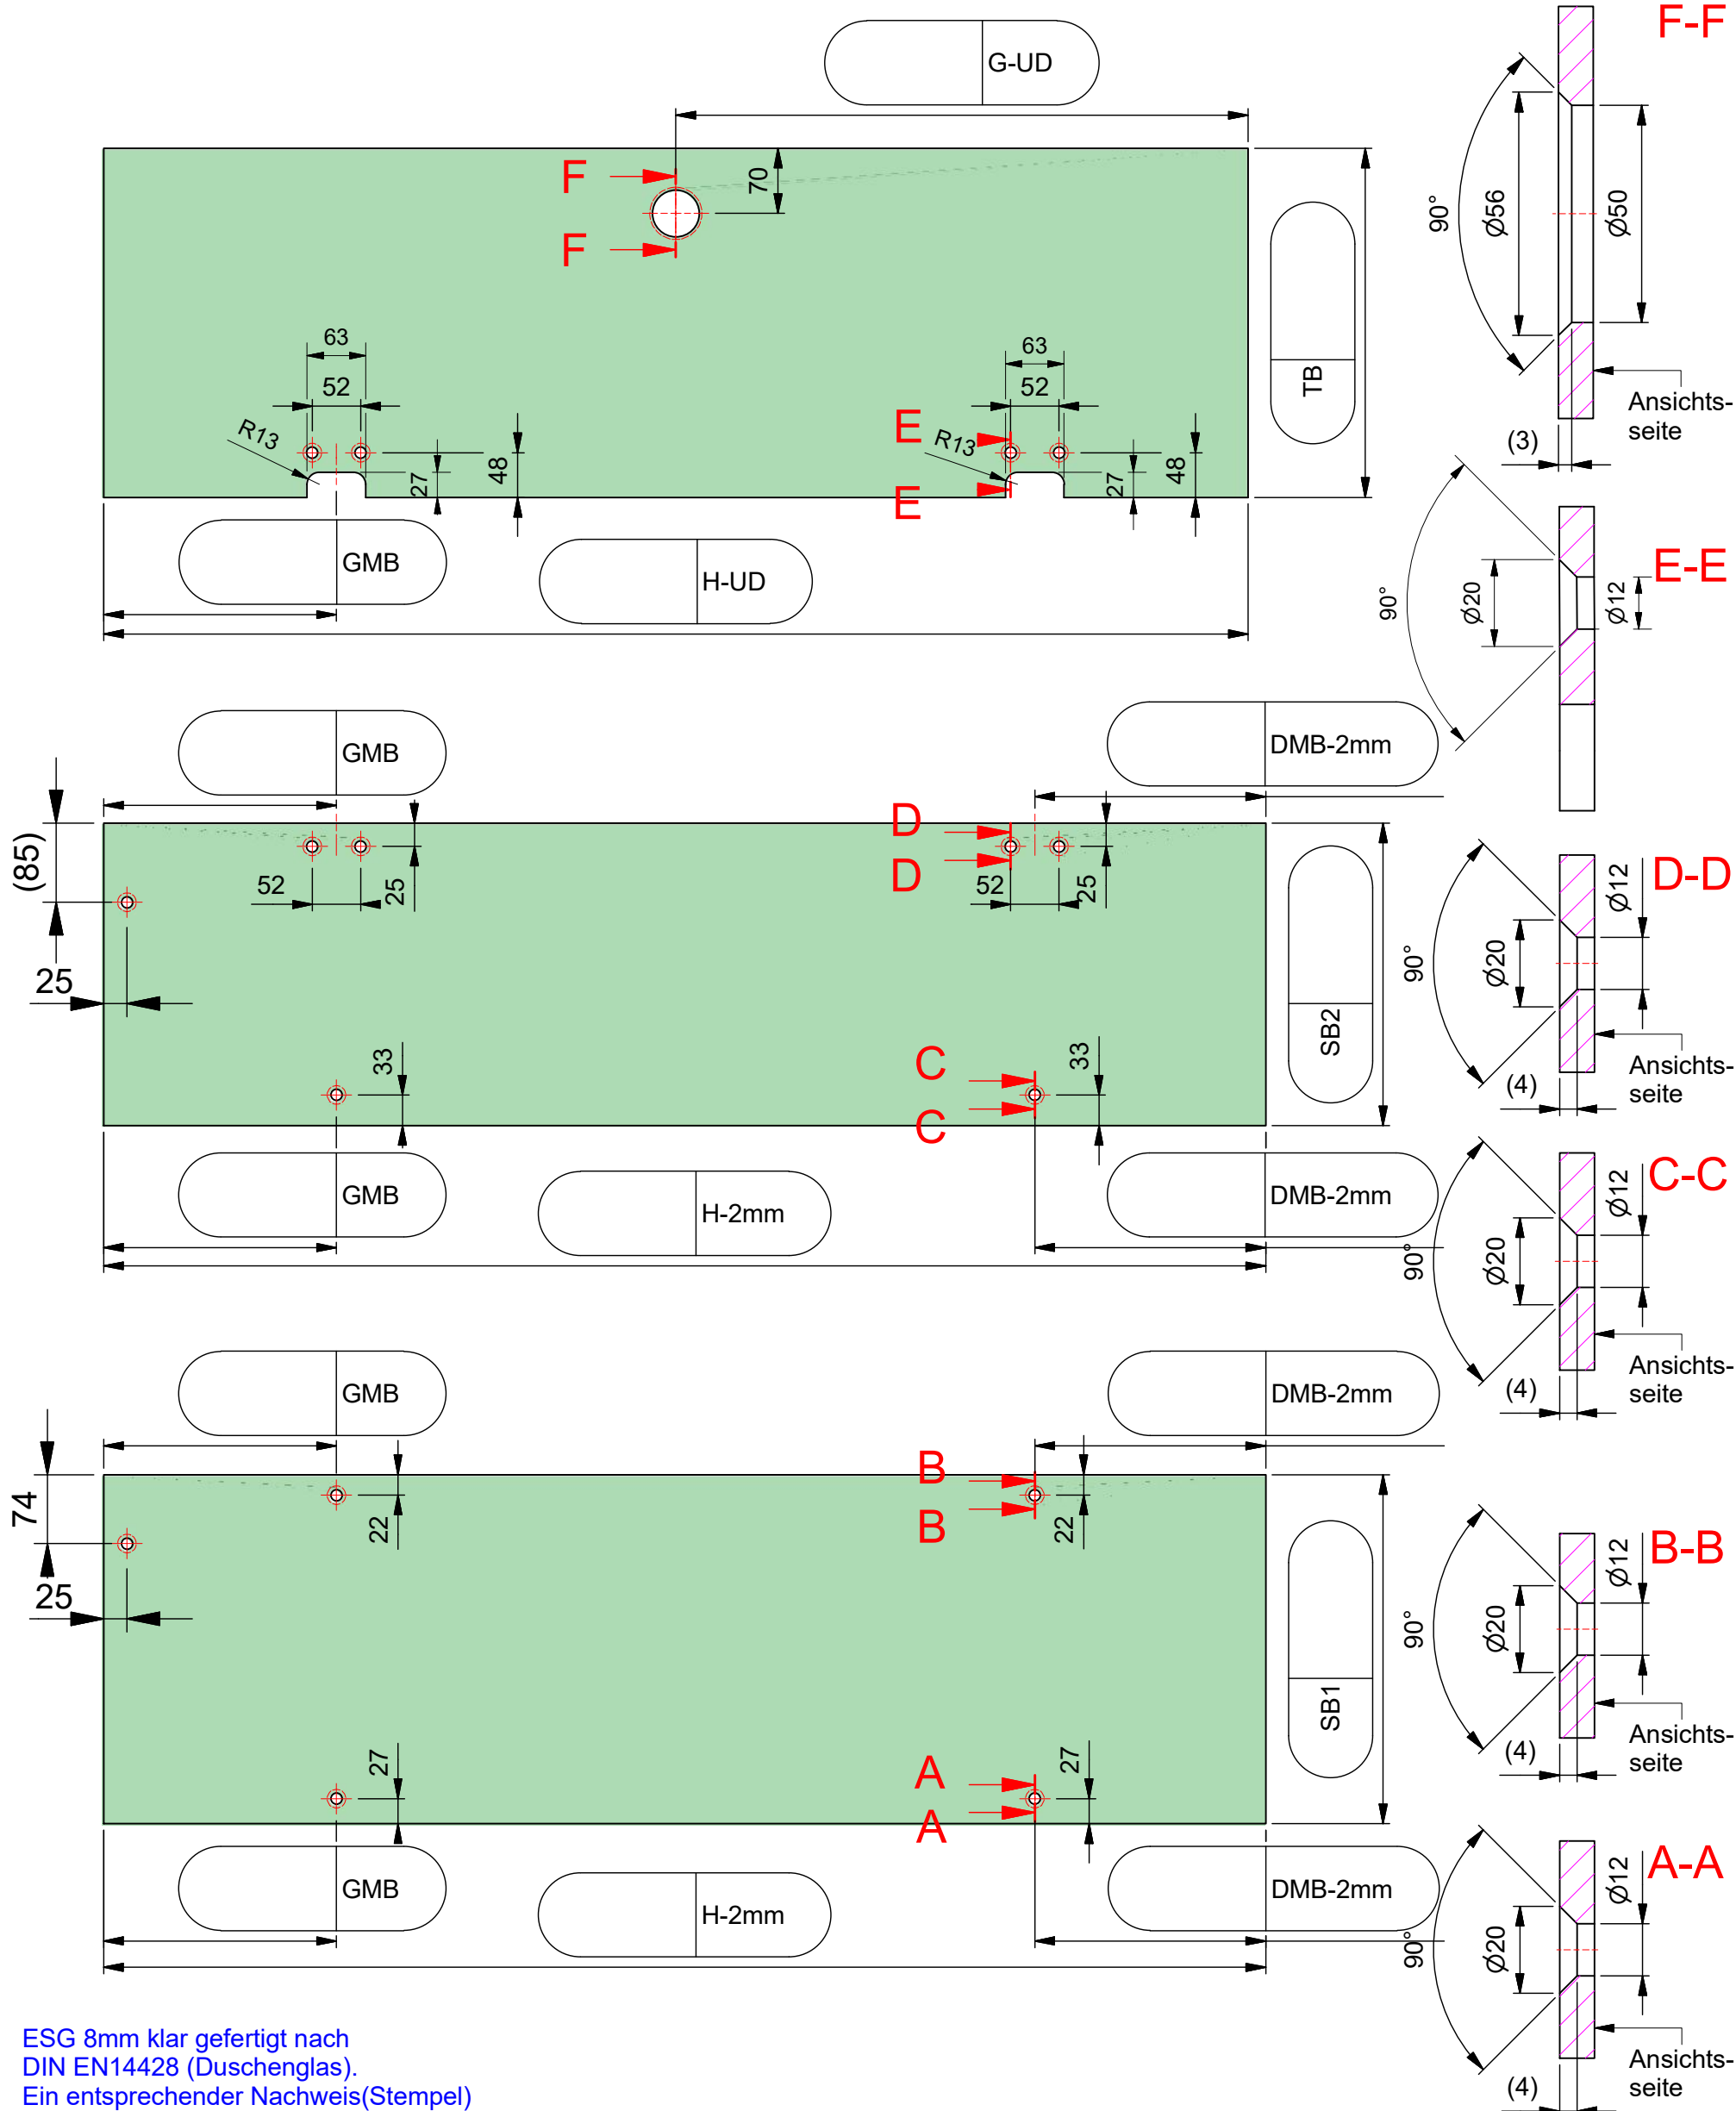 F-F
G-UD
F
70
90°
Ø56
Ø50
F
TB
63
52
R13
27
48
63
52
E
R13
27
48
E
Ansichts-
seite
(3)
GMB
H-UD
E-E
90°
Ø20
Ø12
GMB
DMB-2mm
(85)
D
D
52
25
52
25
25
SB2
D-D
Ø12
90°
Ø20
Ansichts-
seite
(4)
33
C
C
33
GMB
H-2mm
DMB-2mm
C-C
Ø12
90°
Ø20
Ansichts-
seite
(4)
GMB
DMB-2mm
74
22
B
B
22
25
SB1
B-B
Ø12
90°
Ø20
Ansichts-
seite
(4)
27
A
A
27
GMB
H-2mm
DMB-2mm
A-A
Ø12
90°
Ø20
Ansichts-
seite
(4)
ESG 8mm klar gefertigt nach
DIN EN14428 (Duschenglas).
Ein entsprechender Nachweis(Stempel)